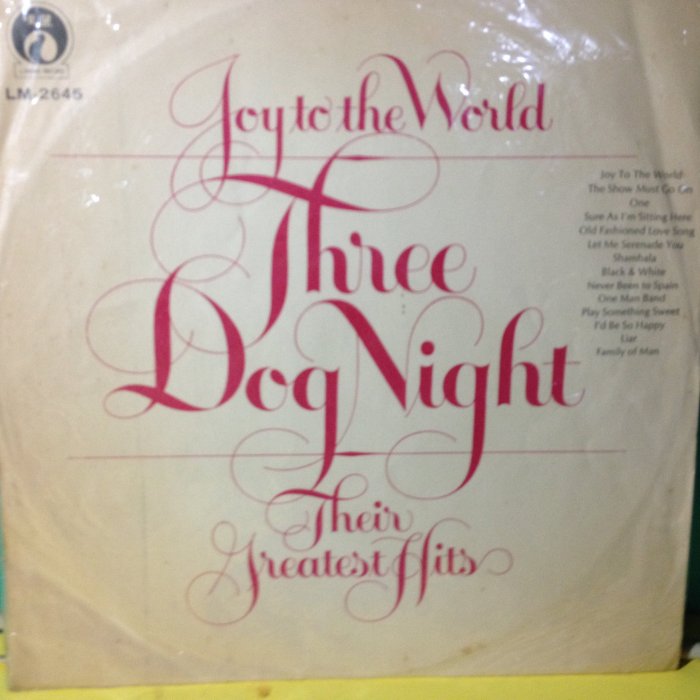 LM-2645
Joy to the World
Three
Dog Night
Their
Greatest Hits
Joy To The World
The Show Must Go On
One
Sure As I'm Sitting Here
Old Fashioned Love Song
Let Me Serenade You
Shambala
Black & White
Never Been to Spain
One Man Band
Play Something Sweet
I'd Be So Happy
Liar
Family of Man